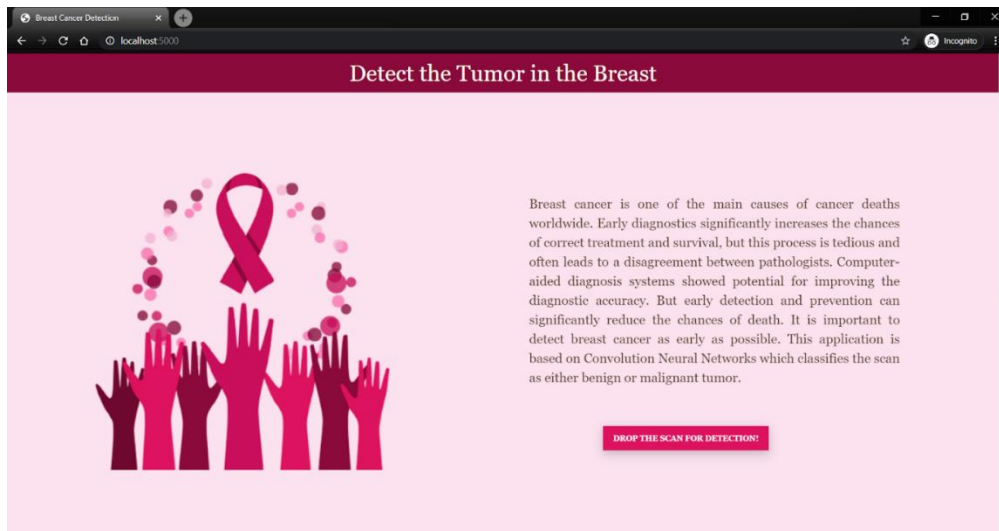 Breast Cancer Detection
localhost:5000
Incognito
Detect the Tumor in the Breast
Breast cancer is one of the main causes of cancer deaths
worldwide. Early diagnostics significantly increases the chances
of correct treatment and survival, but this process is tedious and
often leads to a disagreement between pathologists. Computer-
aided diagnosis systems showed potential for improving the
diagnostic accuracy. But early detection and prevention can
significantly reduce the chances of death. It is important to
detect breast cancer as early as possible. This application is
based on Convolution Neural Networks which classifies the scan
as either benign or malignant tumor.
DROP THE SCAN FOR DETECTION!